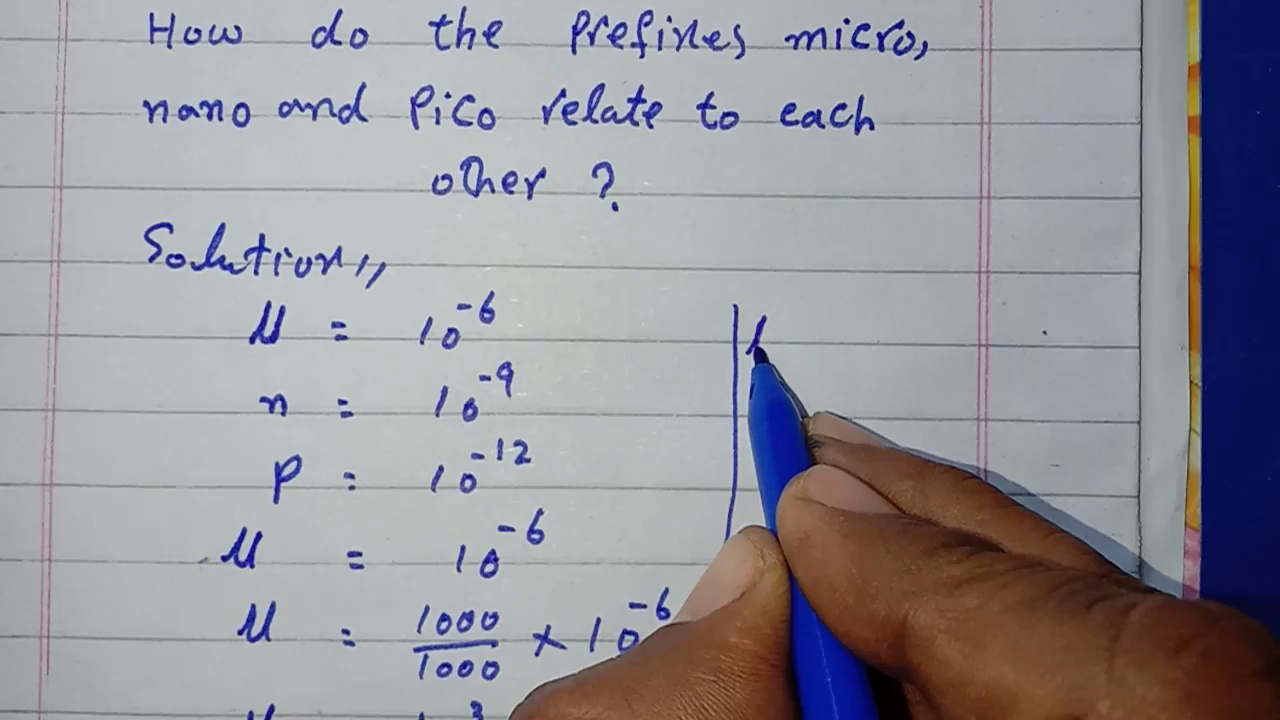 How do the prefixes micro,
nano and pico relate to each
other ?
Solution,,
μ = 10⁻⁶
n = 10⁻⁹
p = 10⁻¹²
μ = 10⁻⁶
μ = 1000/1000 × 10⁻⁶